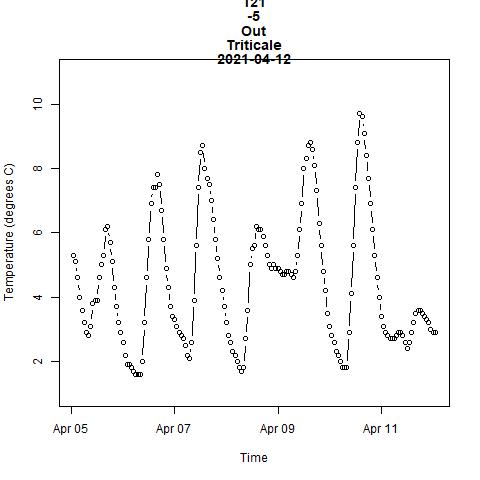 121
-5
Out
Triticale
2021-04-12
Temperature (degrees C)
10
8
6
4
2
Apr 05
Apr 07
Apr 09
Apr 11
Time